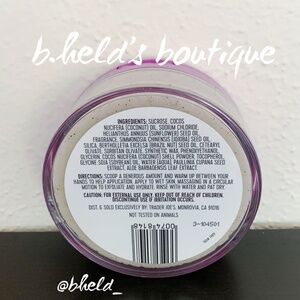 b.held's boutique
INGREDIENTS: SUCROSE, COCOS
NUCIFERA (COCONUT) OIL, SODIUM CHLORIDE,
HELIANTHUS ANNUUS (SUNFLOWER) SEED OIL,
FRAGRANCE, SIMMONDSIA CHINENSIS (JOJOBA) SEED OIL,
SILICA, BERTHOLLETIA EXCELSA (BRAZIL NUT) SEED OIL, CETEARYL
OLIVATE, SORBITAN OLIVATE, SYNTHETIC WAX, PHENOXYETHANOL,
GLYCERIN, COCOS NUCIFERA (COCONUT) SHELL POWDER, TOCOPHEROL,
GLYCINE SOJA (SOYBEAN) OIL, WATER (AQUA), PAULLINIA CUPANA SEED
EXTRACT, ALOE BARBADENSIS LEAF EXTRACT.
DIRECTIONS: SCOOP A GENEROUS AMOUNT AND WARM UP BETWEEN YOUR
HANDS TO HELP APPLICATION. APPLY TO WET SKIN, MASSAGING IN A CIRCULAR
MOTION TO EXFOLIATE AND HYDRATE. RINSE WITH WATER AND PAT DRY.
CAUTION: FOR EXTERNAL USE ONLY. KEEP OUT OF REACH OF CHILDREN.
DISCONTINUE USE IF IRRITATION OCCURS.
DIST. & SOLD EXCLUSIVELY BY: TRADER JOE'S, MONROVIA, CA 91016
NOT TESTED ON ANIMALS
00748148
@bheld_